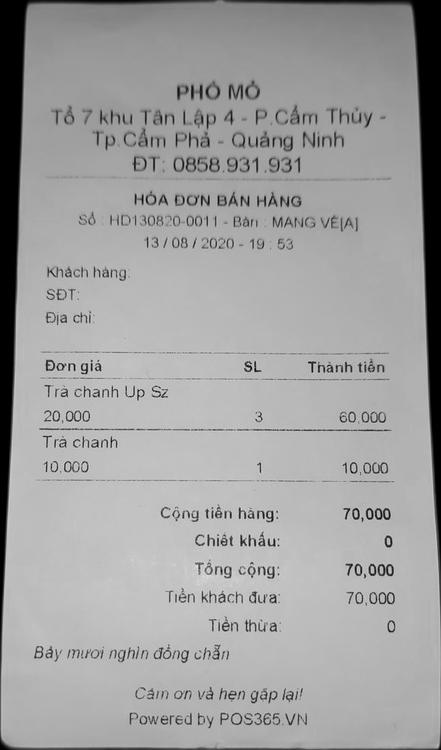 PHỐ MỎ
Tổ 7 khu Tân Lập 4 - P.Cẩm Thủy -
Tp.Cẩm Phả - Quảng Ninh
ĐT: 0858.931.931
HÓA ĐƠN BÁN HÀNG
Số : HD130820-0011 - Bàn : MANG VỀ[A]
13 / 08 / 2020 - 19 : 53
Khách hàng:
SĐT:
Địa chỉ:
Đơn giá SL Thành tiền
Trà chanh Up Sz
20,000 3 60,000
Trà chanh
10,000 1 10,000
Cộng tiền hàng: 70,000
Chiết khấu: 0
Tổng cộng: 70,000
Tiền khách đưa: 70,000
Tiền thừa: 0
Bảy mươi nghìn đồng chẵn
Cảm ơn và hẹn gặp lại!
Powered by POS365.VN